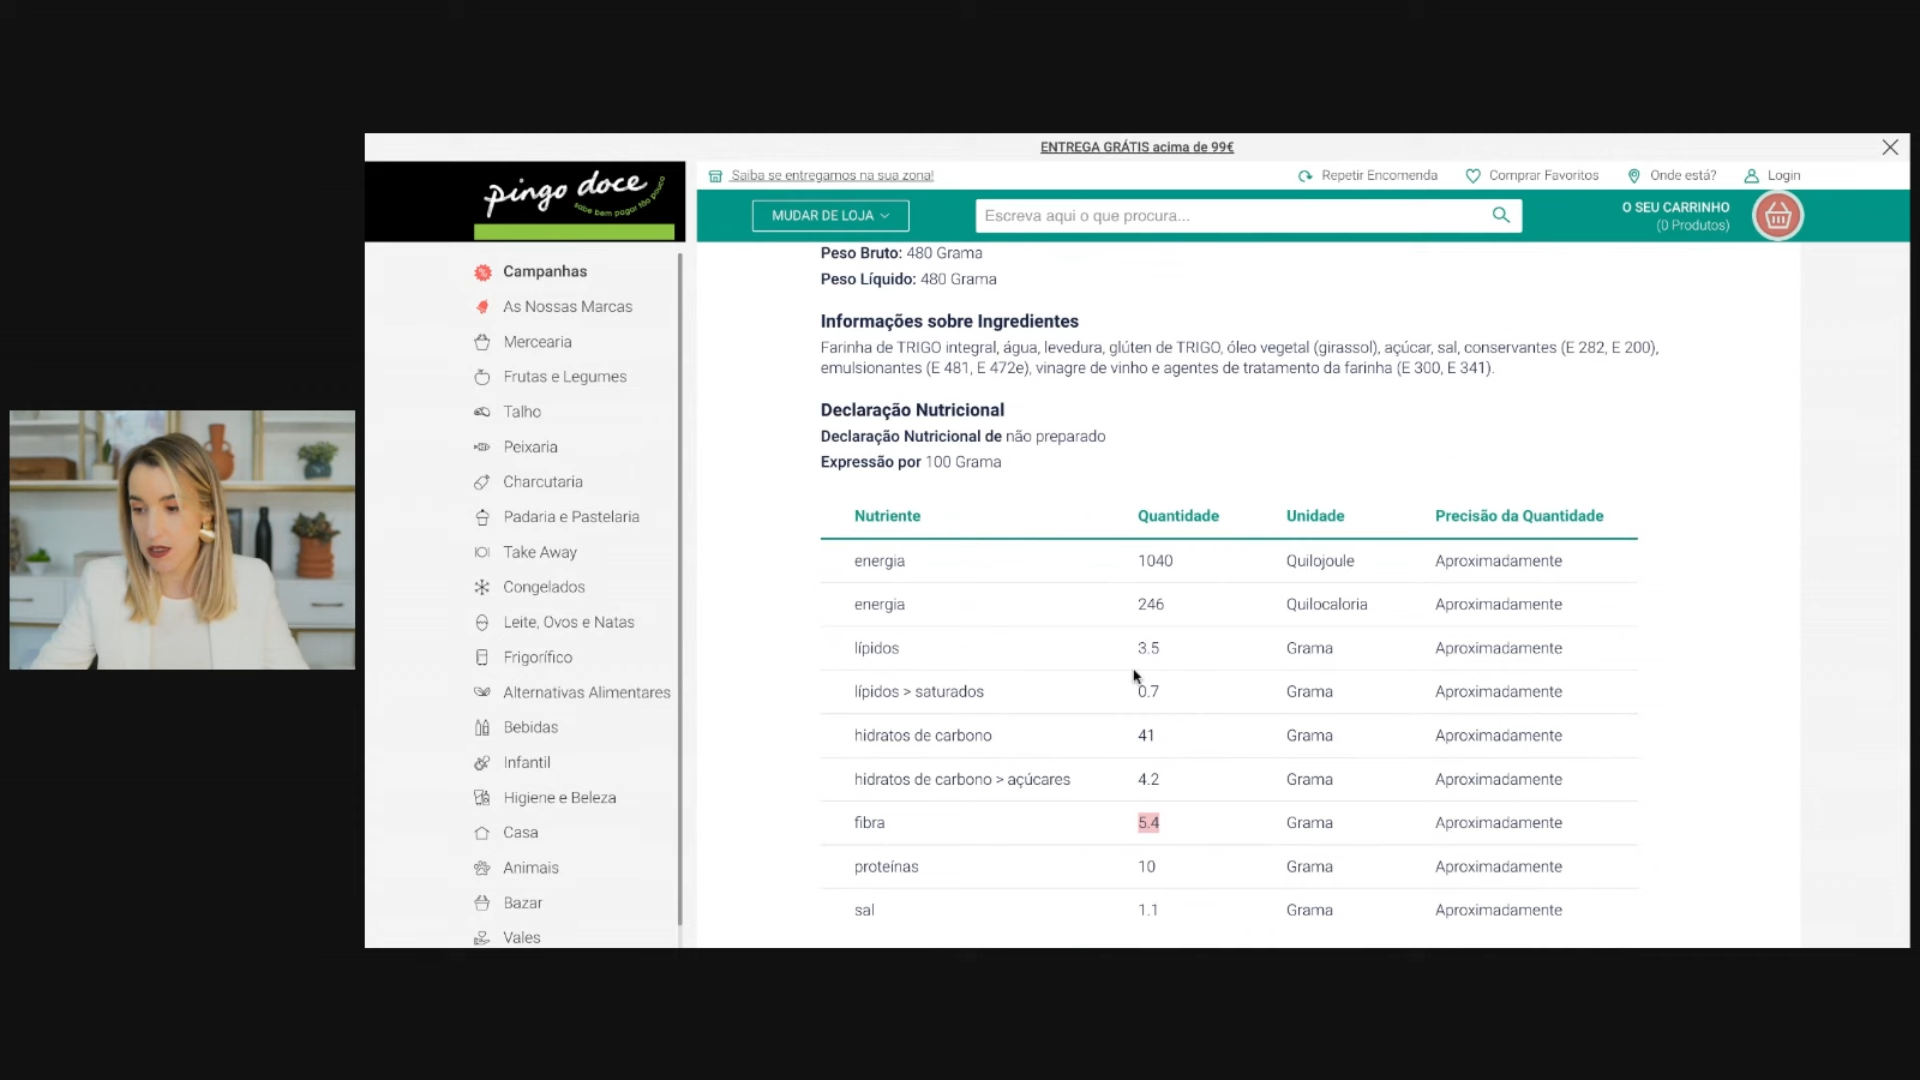 ENTREGA GRÁTIS acima de 99€
pingo doce
sabe bem pagar tão pouco
Saiba se entregamos na sua zona!
Repetir Encomenda
Comprar Favoritos
Onde está?
Login
MUDAR DE LOJA
Escreva aqui o que procura...
O SEU CARRINHO
(0 Produtos)
Campanhas
As Nossas Marcas
Mercearia
Frutas e Legumes
Talho
Peixaria
Charcutaria
Padaria e Pastelaria
Take Away
Congelados
Leite, Ovos e Natas
Frigorífico
Alternativas Alimentares
Bebidas
Infantil
Higiene e Beleza
Casa
Animais
Bazar
Vales
Peso Bruto: 480 Grama
Peso Líquido: 480 Grama
Informações sobre Ingredientes
Farinha de TRIGO integral, água, levedura, glúten de TRIGO, óleo vegetal (girassol), açúcar, sal, conservantes (E 282, E 200),
emulsionantes (E 481, E 472e), vinagre de vinho e agentes de tratamento da farinha (E 300, E 341).
Declaração Nutricional
Declaração Nutricional de não preparado
Expressão por 100 Grama
Nutriente Quantidade Unidade Precisão da Quantidade
energia 1040 Quilojoule Aproximadamente
energia 246 Quilocaloria Aproximadamente
lípidos 3.5 Grama Aproximadamente
lípidos > saturados 0.7 Grama Aproximadamente
hidratos de carbono 41 Grama Aproximadamente
hidratos de carbono > açúcares 4.2 Grama Aproximadamente
fibra 5.4 Grama Aproximadamente
proteínas 10 Grama Aproximadamente
sal 1.1 Grama Aproximadamente